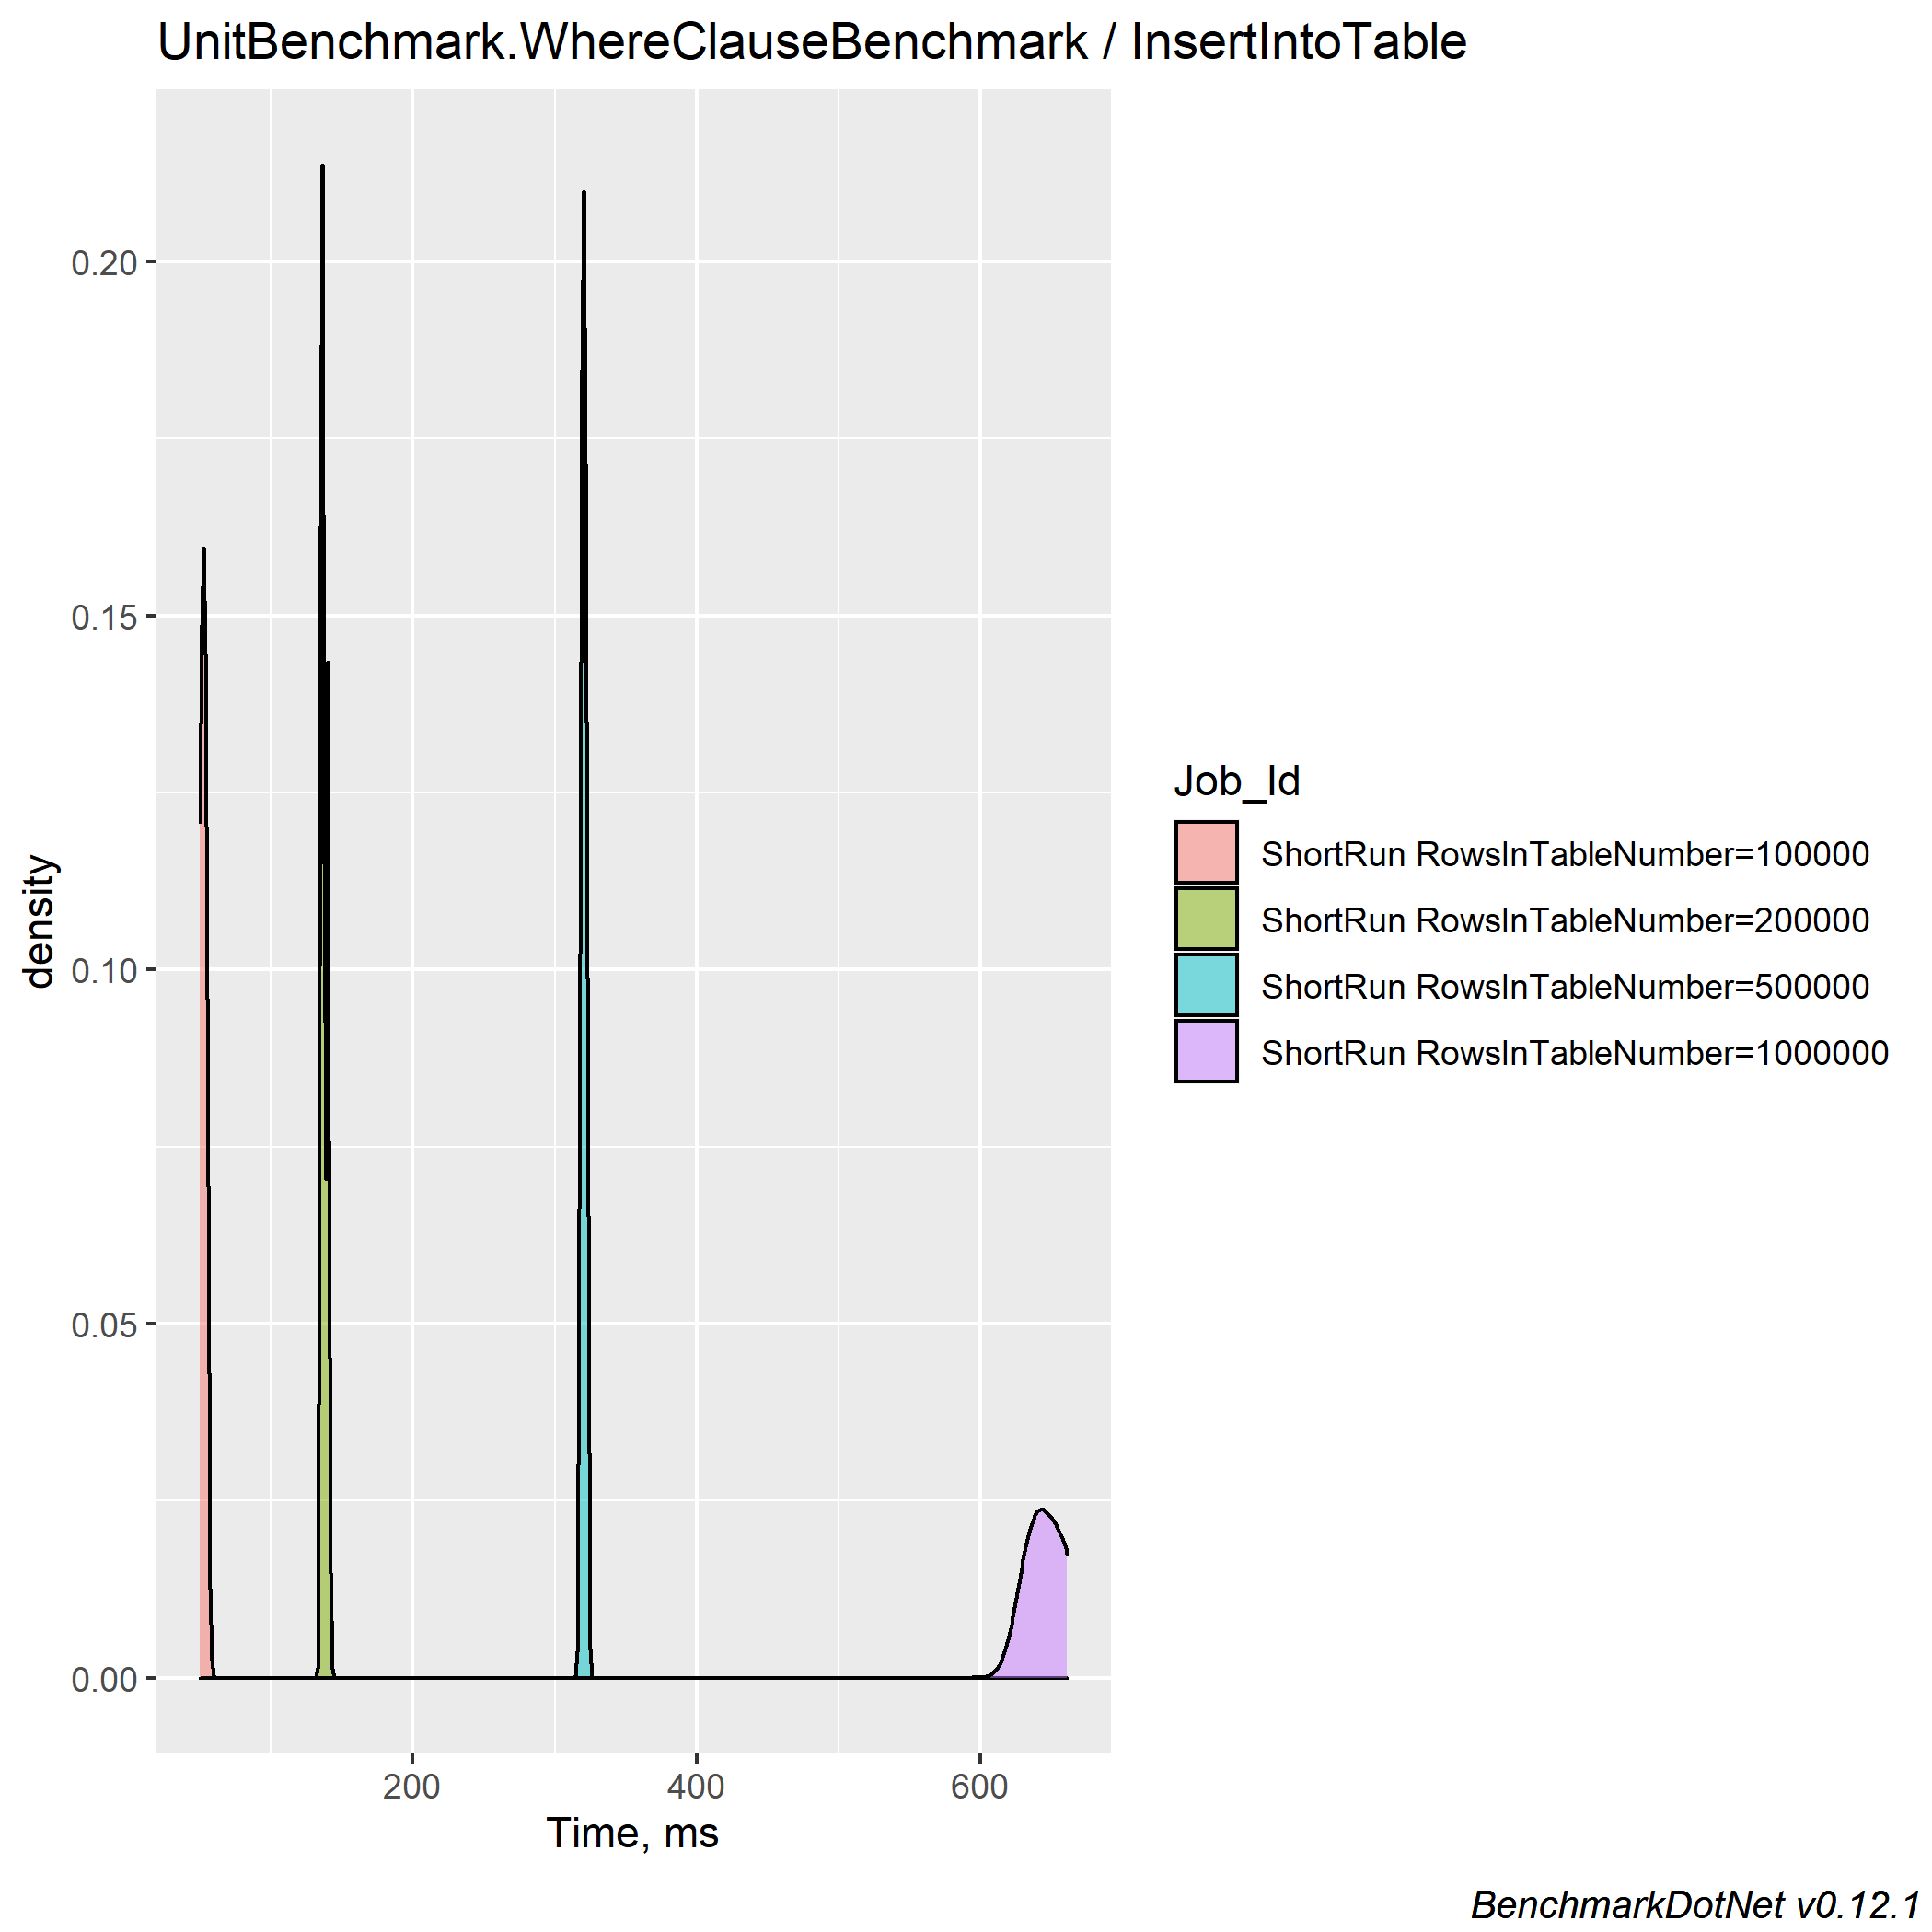 UnitBenchmark.WhereClauseBenchmark / InsertIntoTable
density
0.20
0.15
0.10
0.05
0.00
200 400 600
Time, ms
Job_Id
ShortRun RowsInTableNumber=100000
ShortRun RowsInTableNumber=200000
ShortRun RowsInTableNumber=500000
ShortRun RowsInTableNumber=1000000
BenchmarkDotNet v0.12.1